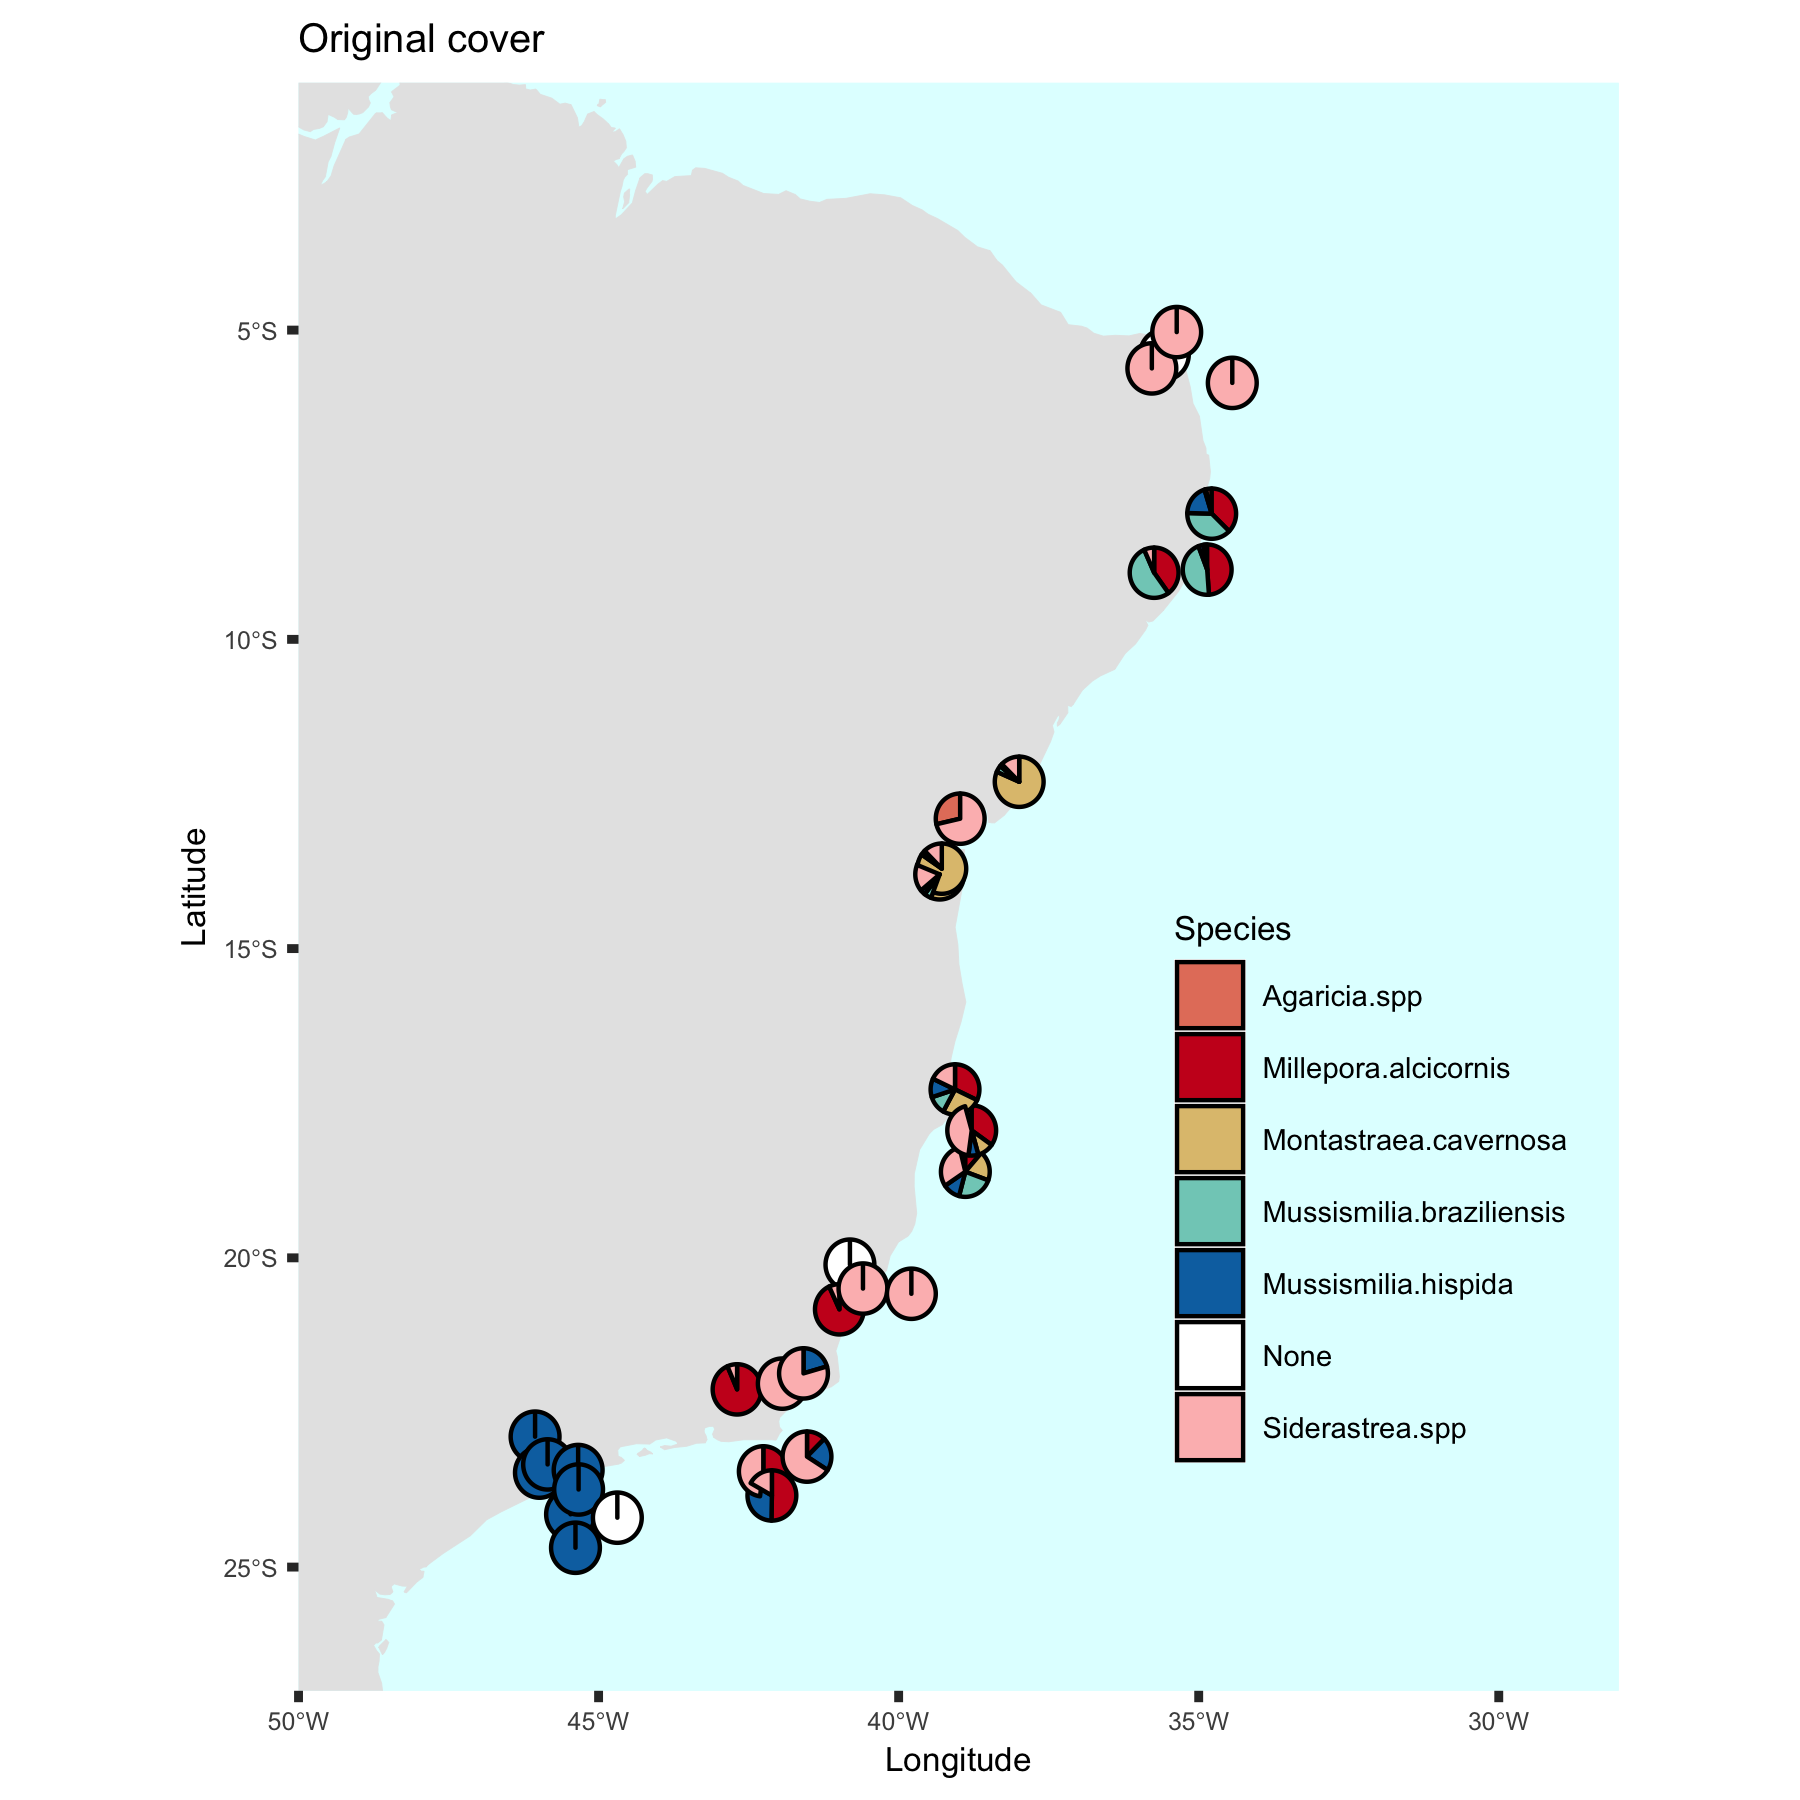 Original cover
5°S
10°S
15°S
20°S
25°S
Latitude
Species
Agaricia.spp
Millepora.alcicornis
Montastraea.cavernosa
Mussismilia.braziliensis
Mussismilia.hispida
None
Siderastrea.spp
50°W
45°W
40°W
35°W
30°W
Longitude